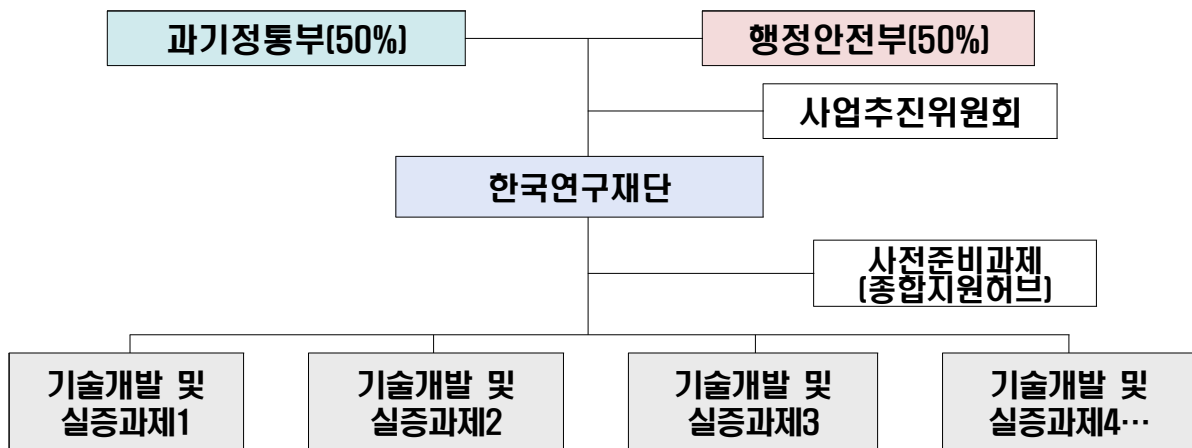 과기정통부(50%)
행정안전부(50%)
사업추진위원회
한국연구재단
사전준비과제
(종합지원허브)
기술개발 및
실증과제1
기술개발 및
실증과제2
기술개발 및
실증과제3
기술개발 및
실증과제4⋯